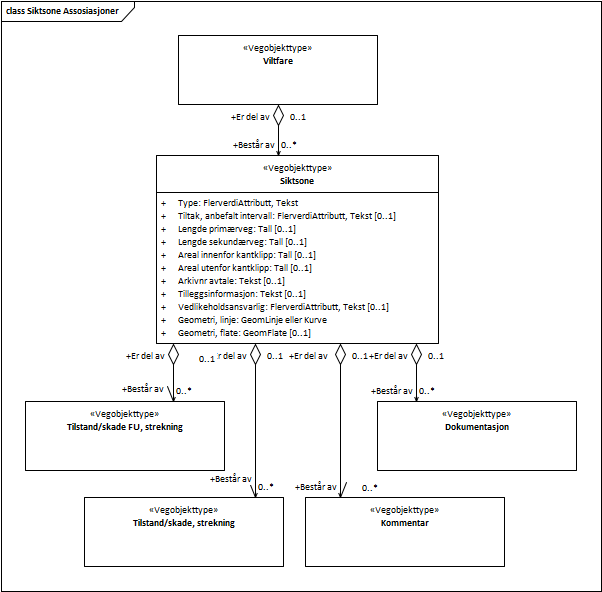 class Siktsone Assosiasjoner
«Vegobjekttype»
Viltfare
+Er del av 0..1
+Består av 0..*
«Vegobjekttype»
Siktsone
+ Type: FlerverdiAttributt, Tekst
+ Tiltak, anbefalt intervall: FlerverdiAttributt, Tekst [0..1]
+ Lengde primærveg: Tall [0..1]
+ Lengde sekundærveg: Tall [0..1]
+ Areal innenfor kantklipp: Tall [0..1]
+ Areal utenfor kantklipp: Tall [0..1]
+ Arkivnr avtale: Tekst [0..1]
+ Tilleggsinformasjon: Tekst [0..1]
+ Vedlikeholdsansvarlig: FlerverdiAttributt, Tekst [0..1]
+ Geometri, linje: GeomLinje eller Kurve
+ Geometri, flate: GeomFlate [0..1]
+Er del av 0..1 r del av 0..1 +Er del av 0..1 +Er del av 0..1
+Består av 0..* +Består av 0..*
«Vegobjekttype»
Tilstand/skade FU, strekning
«Vegobjekttype»
Dokumentasjon
+Består av 0..* +Består av 0..*
«Vegobjekttype»
Tilstand/skade, strekning
«Vegobjekttype»
Kommentar